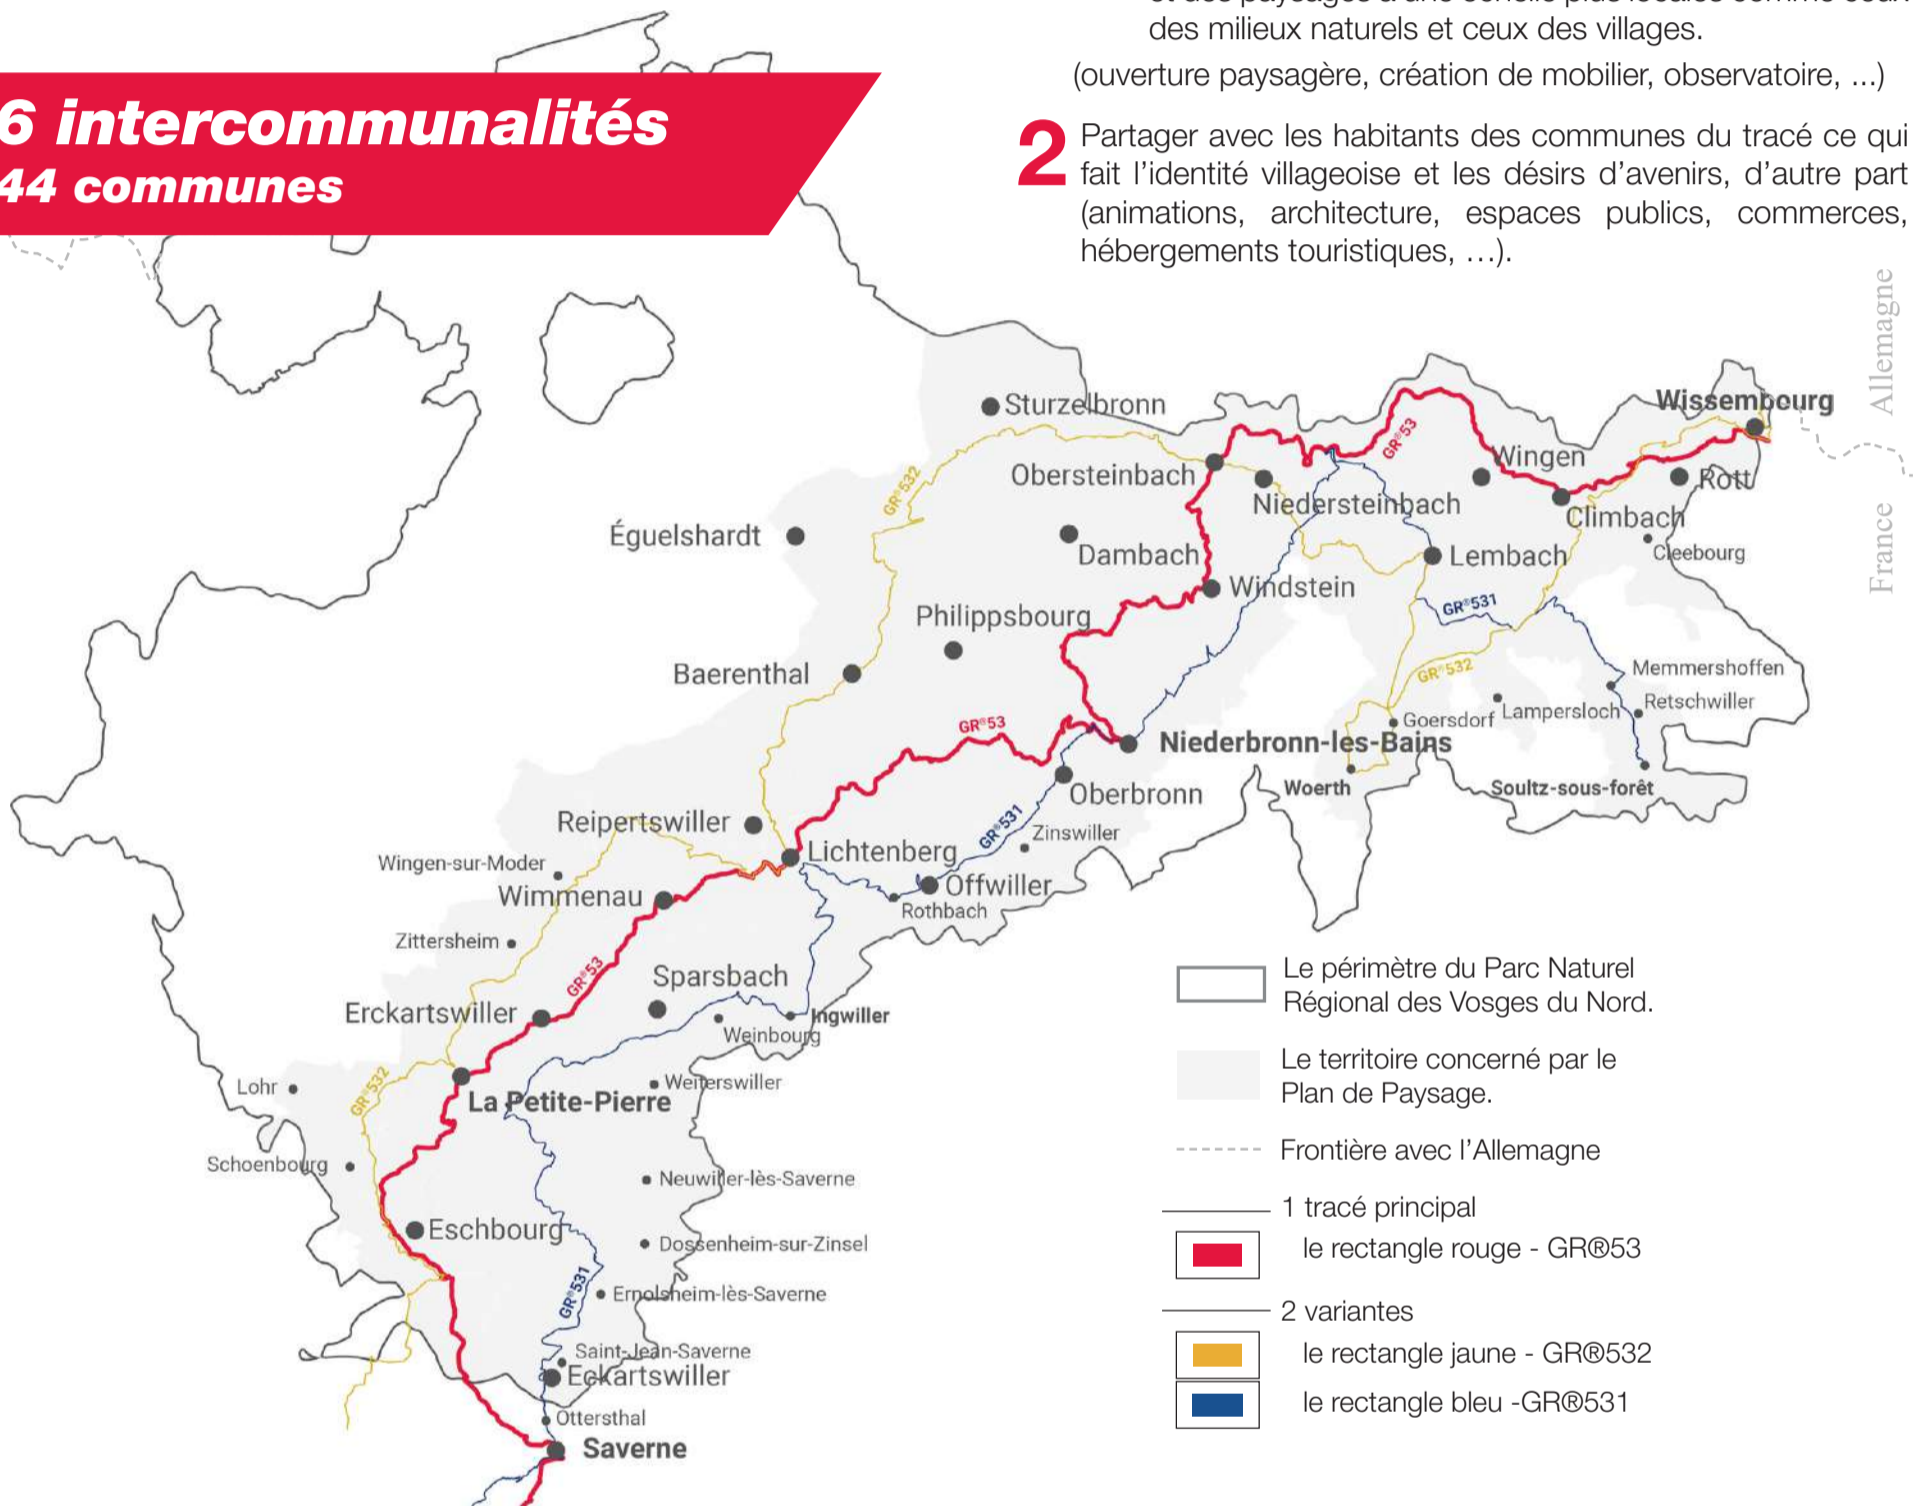 des milieux naturels et ceux des villages.
(ouverture paysagère, création de mobilier, observatoire, ...)
6 intercommunalités
44 communes
2 Partager avec les habitants des communes du tracé ce qui
fait l'identité villageoise et les désirs d'avenirs, d'autre part
(animations, architecture, espaces publics, commerces,
hébergements touristiques, …).
Allemagne
France
Sturzelbronn
Wissembourg
GR®53
Obersteinbach
Wingen
Rott
GR®532
Niedersteinbach
Climbach
Éguelshardt
Dambach
Lembach
Cleebourg
Windstein
GR®531
Philippsbourg
Baerenthal
GR®532
Memmershoffen
Retschwiller
Lampersloch
Goersdorf
GR®53
Niederbronn-les-Bains
Woerth
Soultz-sous-forêt
Oberbronn
Reipertswiller
GR®531
Zinswiller
Lichtenberg
Wingen-sur-Moder
Wimmenau
Offwiller
Rothbach
Zittersheim
GR®53
Sparsbach
Erckartswiller
Ingwiller
Weinbourg
Lohr
GR®532
Weiterswiller
La Petite-Pierre
Schoenbourg
Neuwiller-lès-Saverne
Eschbourg
Dossenheim-sur-Zinsel
GR®531
Ernolsheim-lès-Saverne
Saint-Jean-Saverne
Eckartswiller
Ottersthal
Saverne
Le périmètre du Parc Naturel
Régional des Vosges du Nord.
Le territoire concerné par le
Plan de Paysage.
Frontière avec l'Allemagne
1 tracé principal
le rectangle rouge - GR®53
2 variantes
le rectangle jaune - GR®532
le rectangle bleu -GR®531